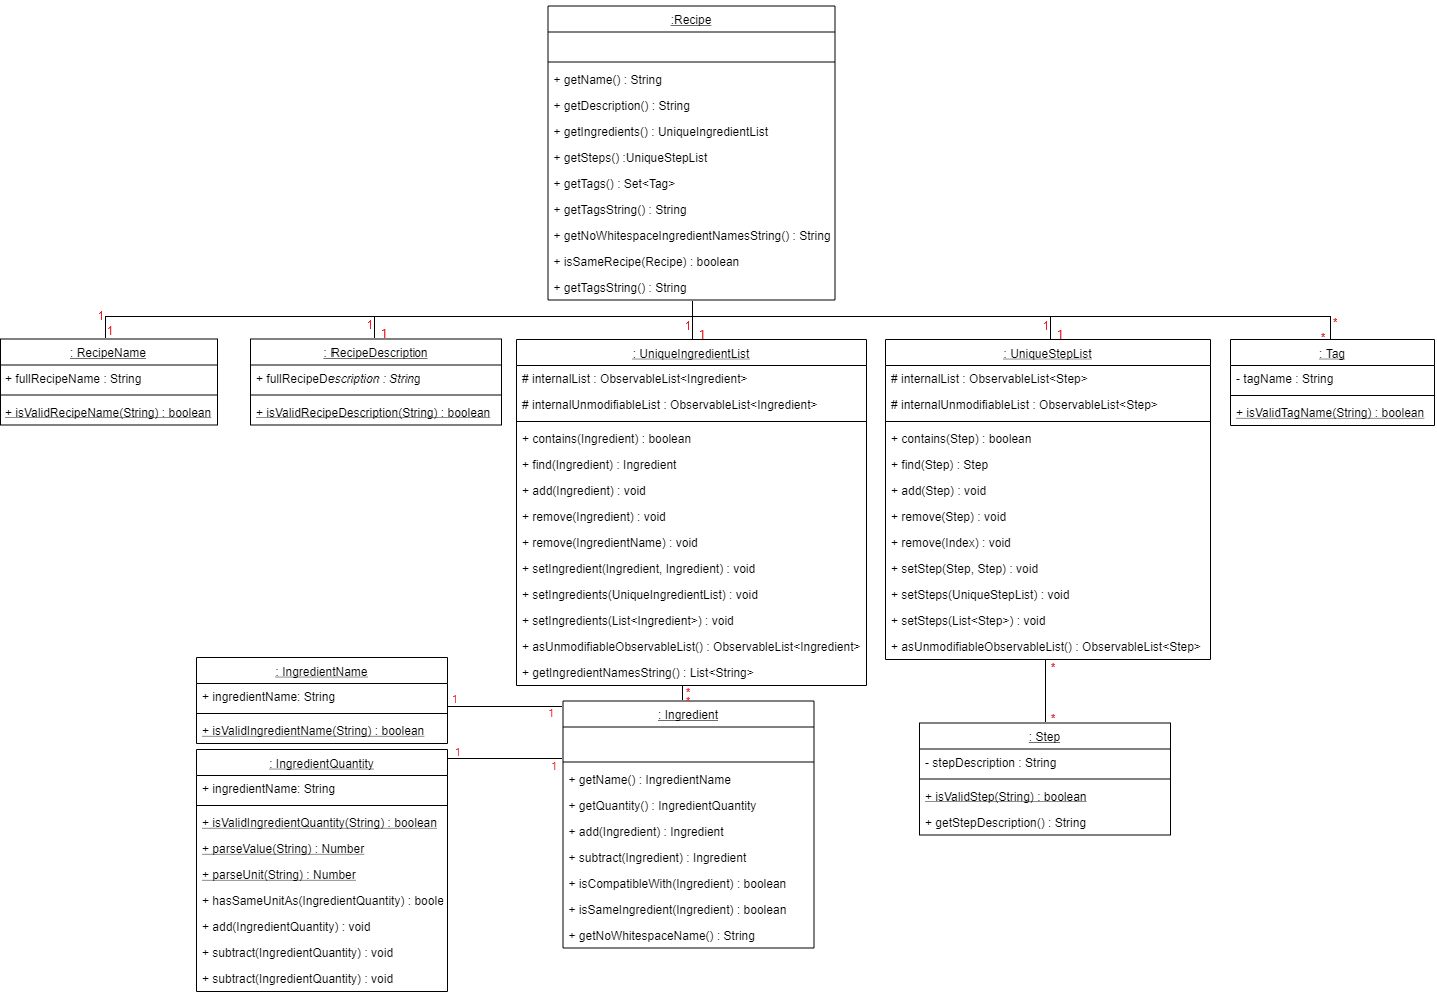 :Recipe
+ getName() : String
+ getDescription() : String
+ getIngredients() : UniqueIngredientList
+ getSteps() :UniqueStepList
+ getTags() : Set<Tag>
+ getTagsString() : String
+ getNoWhitespaceIngredientNamesString() : String
+ isSameRecipe(Recipe) : boolean
+ getTagsString() : String
1
1
1
1
1
1
1
1
*
*
: RecipeName
+ fullRecipeName : String
+ isValidRecipeName(String) : boolean
: RecipeDescription
+ fullRecipeDescription : String
+ isValidRecipeDescription(String) : boolean
: UniqueIngredientList
# internalList : ObservableList<Ingredient>
# internalUnmodifiableList : ObservableList<Ingredient>
+ contains(Ingredient) : boolean
+ find(Ingredient) : Ingredient
+ add(Ingredient) : void
+ remove(Ingredient) : void
+ remove(IngredientName) : void
+ setIngredient(Ingredient, Ingredient) : void
+ setIngredients(UniqueIngredientList) : void
+ setIngredients(List<Ingredient>) : void
+ asUnmodifiableObservableList() : ObservableList<Ingredient>
+ getIngredientNamesString() : List<String>
: UniqueStepList
# internalList : ObservableList<Step>
# internalUnmodifiableList : ObservableList<Step>
+ contains(Step) : boolean
+ find(Step) : Step
+ add(Step) : void
+ remove(Step) : void
+ remove(Index) : void
+ setStep(Step, Step) : void
+ setSteps(UniqueStepList) : void
+ setSteps(List<Step>) : void
+ asUnmodifiableObservableList() : ObservableList<Step>
: Tag
- tagName : String
+ isValidTagName(String) : boolean
: IngredientName
+ ingredientName: String
+ isValidIngredientName(String) : boolean
1
1
*
*
: IngredientQuantity
+ ingredientName: String
+ isValidIngredientQuantity(String) : boolean
+ parseValue(String) : Number
+ parseUnit(String) : Number
+ hasSameUnitAs(IngredientQuantity) : boole
+ add(IngredientQuantity) : void
+ subtract(IngredientQuantity) : void
+ subtract(IngredientQuantity) : void
1
1
: Ingredient
+ getName() : IngredientName
+ getQuantity() : IngredientQuantity
+ add(Ingredient) : Ingredient
+ subtract(Ingredient) : Ingredient
+ isCompatibleWith(Ingredient) : boolean
+ isSameIngredient(Ingredient) : boolean
+ getNoWhitespaceName() : String
*
*
: Step
- stepDescription : String
+ isValidStep(String) : boolean
+ getStepDescription() : String